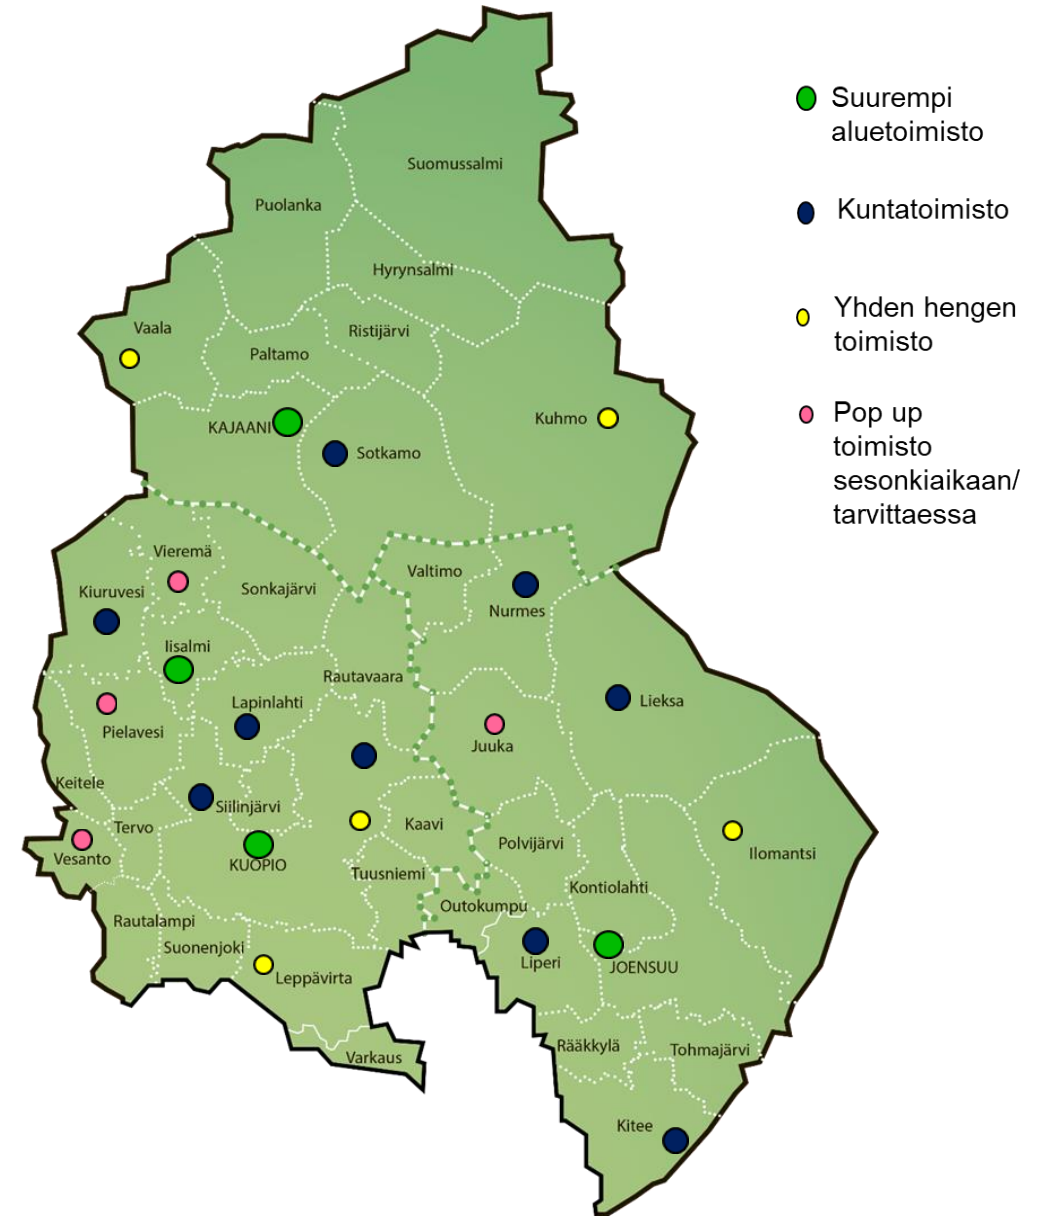 Suurempi
aluetoimisto
Kuntatoimisto
Yhden hengen
toimisto
Pop up
toimisto
sesonkiaikaan/
tarvittaessa
Suomussalmi
Puolanka
Hyrynsalmi
Vaala
Ristijärvi
Paltamo
KAJAANI
Kuhmo
Sotkamo
Vieremä
Valtimo
Kiuruvesi
Sonkajärvi
Nurmes
Iisalmi
Rautavaara
Lapinlahti
Lieksa
Pielavesi
Juuka
Keitele
Siilinjärvi
Tervo
Kaavi
Polvijärvi
Ilomantsi
Vesanto
KUOPIO
Tuusniemi
Kontiolahti
Outokumpu
Rautalampi
Suonenjoki
Liperi
JOENSUU
Leppävirta
Rääkkylä
Tohmajärvi
Varkaus
Kitee